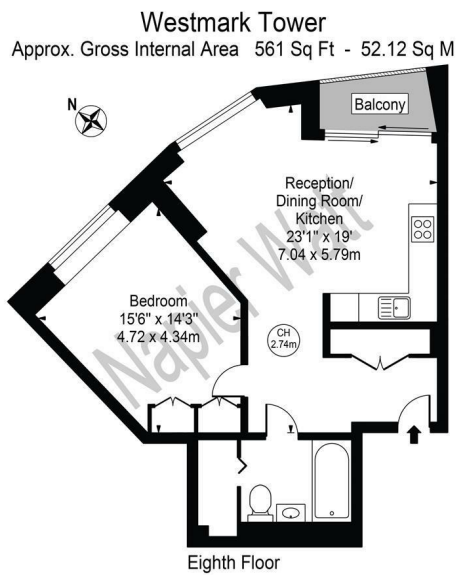 Westmark Tower
Approx. Gross Internal Area 561 Sq Ft - 52.12 Sq M
N
Balcony
Reception/
Dining Room/
Kitchen
23'1" x 19'
7.04 x 5.79m
Bedroom
15'6" x 14'3"
4.72 x 4.34m
CH
2.74m
Napier Watt
Eighth Floor